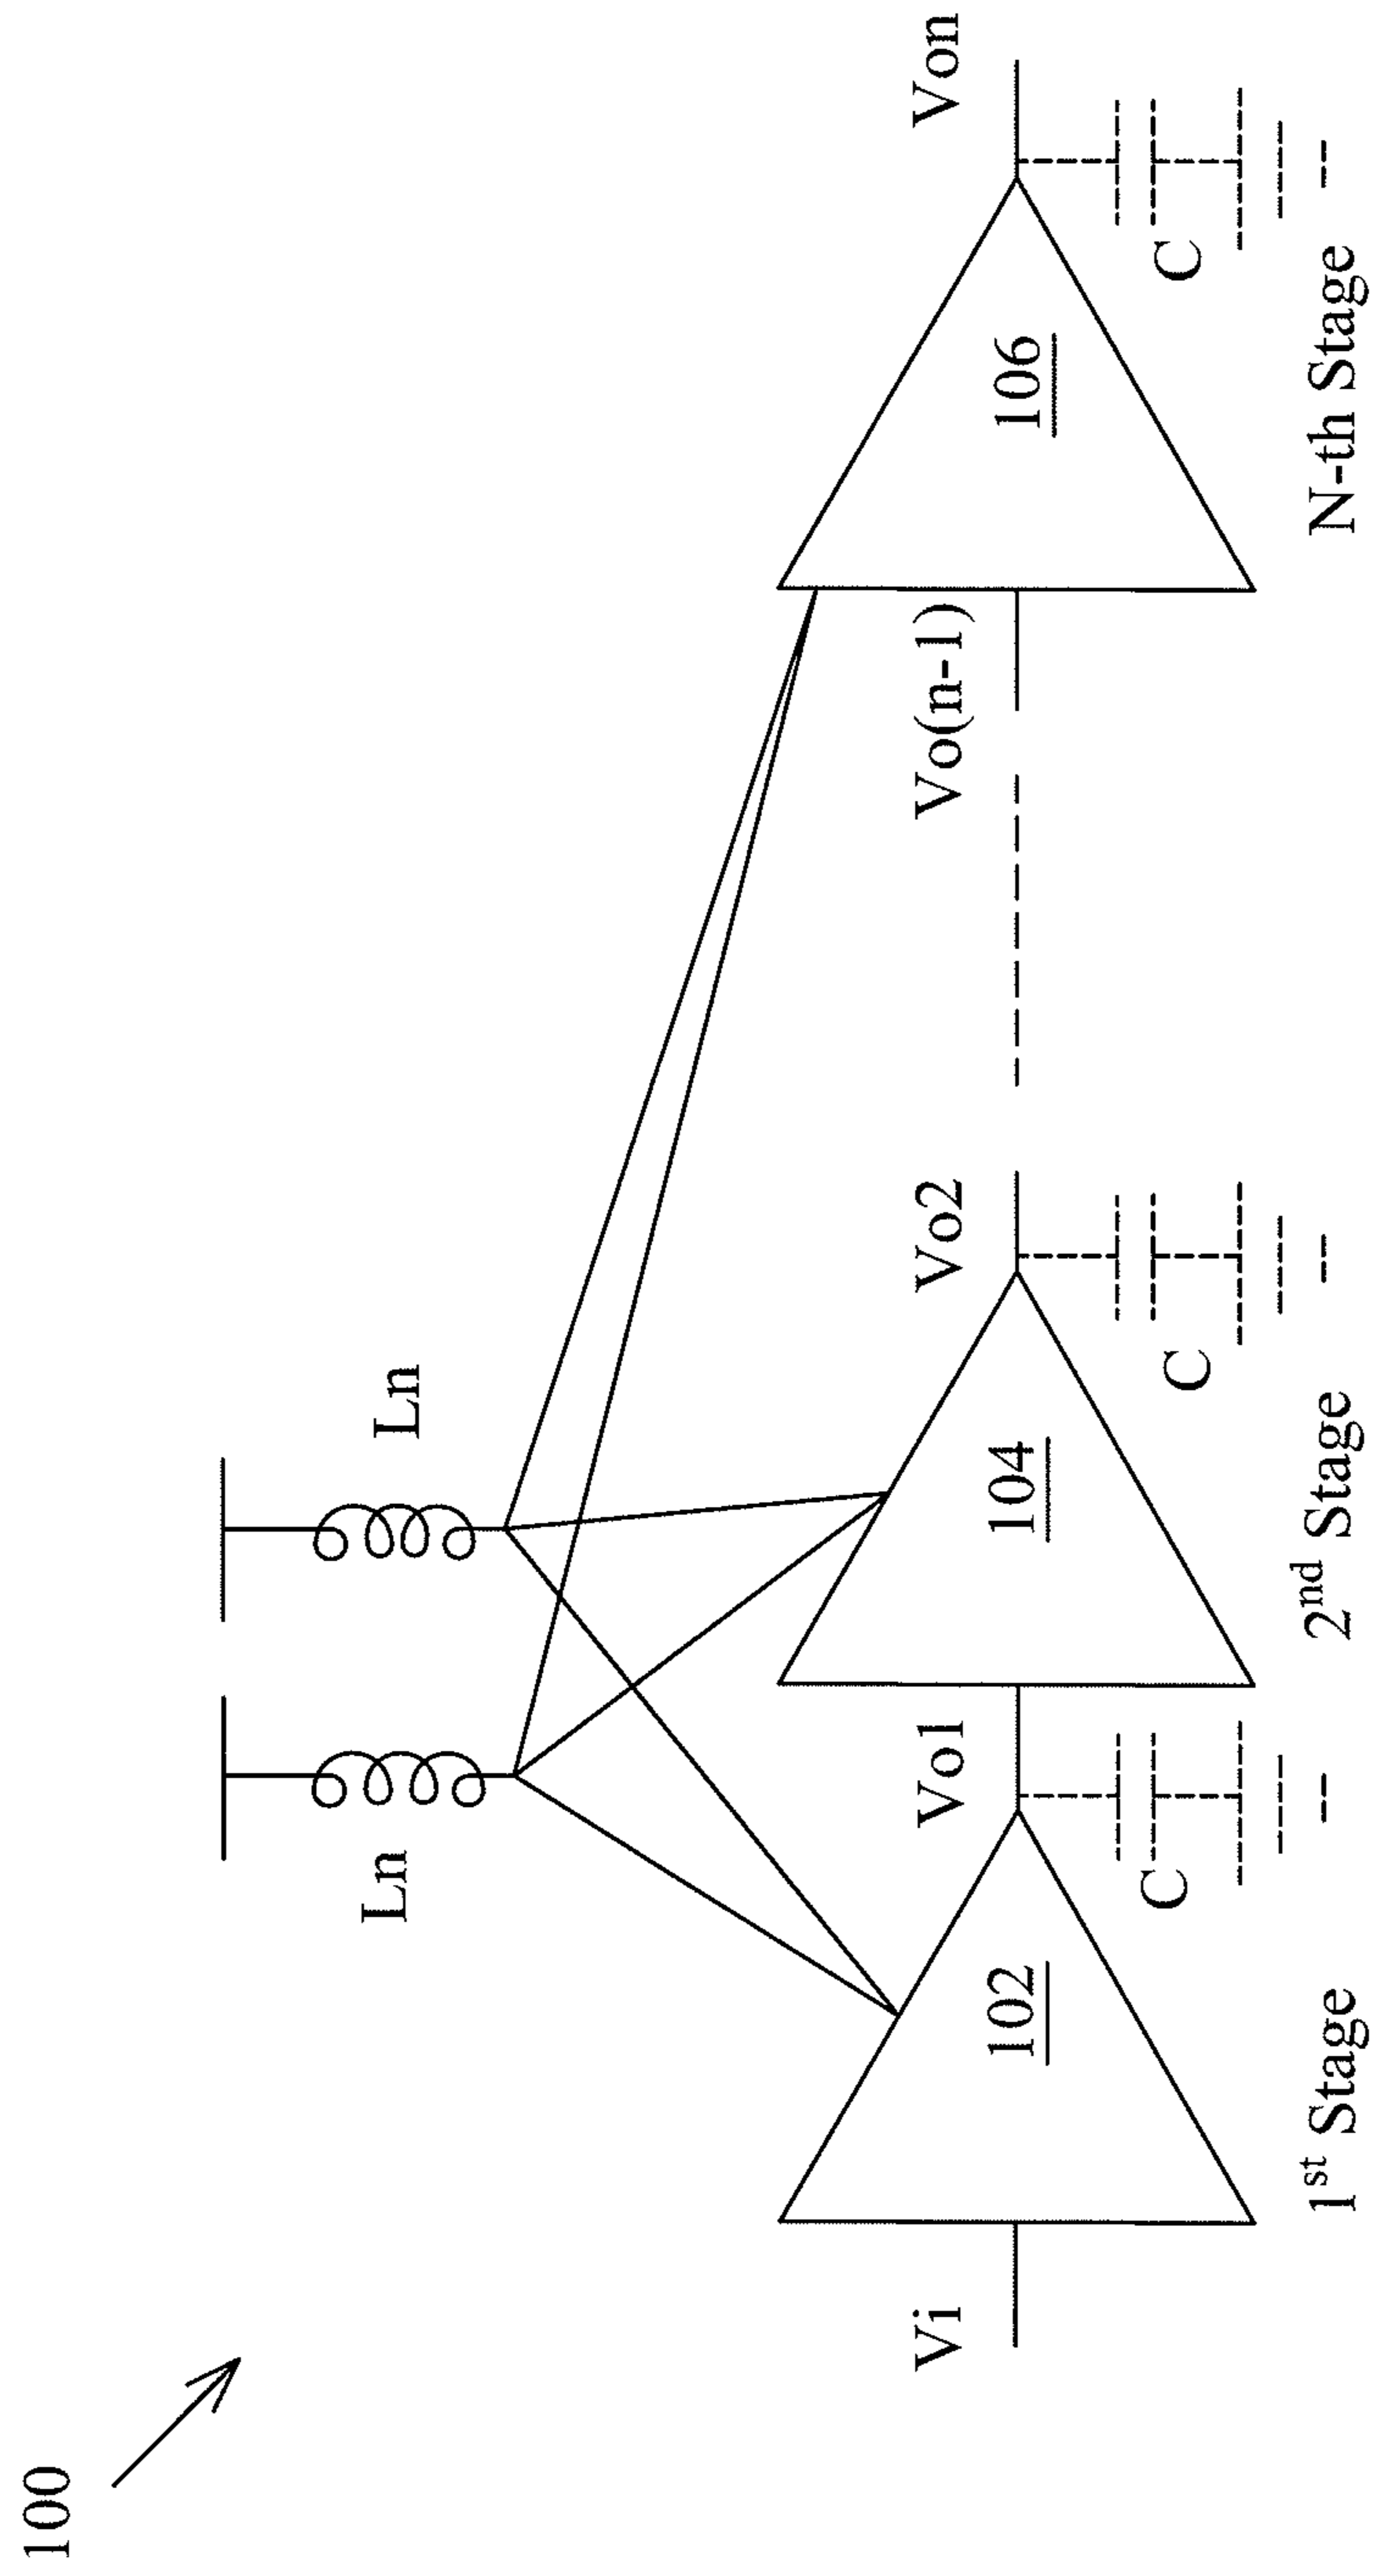 100
Ln
Ln
Vi
Vo1
Vo2
Vo(n-1)
Von
102
104
106
C
C
C
1st Stage
2nd Stage
N-th Stage